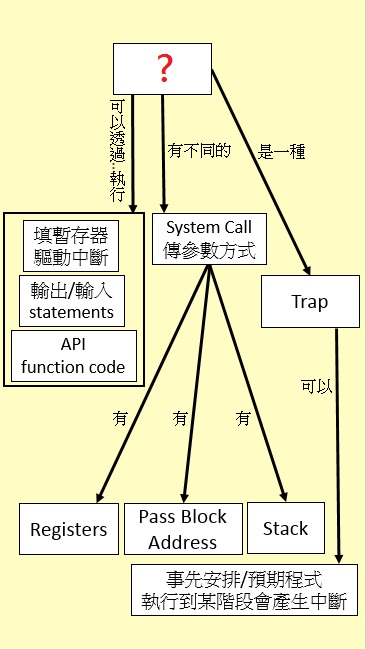 ?
可以透過...執行
有不同的
是一種
填暫存器
驅動中斷
輸出/輸入
statements
API
function code
System Call
傳參數方式
Trap
可以
有
有
有
Registers
Pass Block
Address
Stack
事先安排/預期程式
執行到某階段會產生中斷